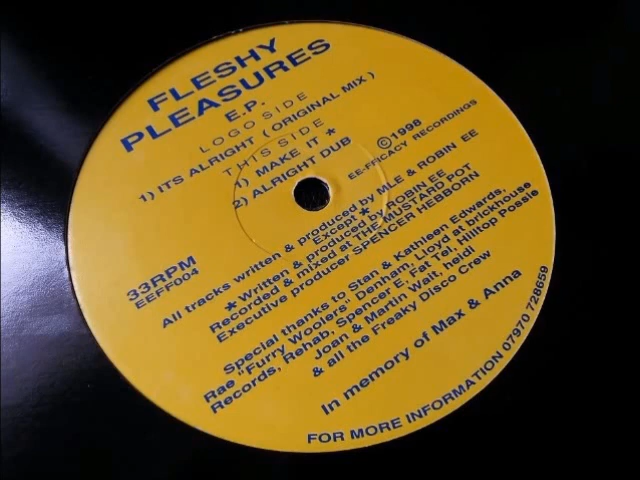 FLESHY
PLEASURES
E.P.
LOGO SIDE
1) ITS ALRIGHT (ORIGINAL MIX)
THIS SIDE
1) MAKE IT *
2) ALRIGHT DUB
©1998
EE-EFFICACY RECORDINGS
33RPM
EEFF004
All tracks written & produced by MLE & ROBIN EE
Except *
* Written & produced by ROBIN EE
Recorded & mixed at THE MUSTARD POT
Executive producer SPENCER HEBBORN
Special thanks to Stan & Kathleen Edwards,
Rae "Furry Woolers" Denham, Lloyd at brickhouse
Records, Rehab, Spencer E, Fat Tel, Hilltop Possie
Joan & Martin Wait, heidi
& all the Freaky Disco Crew
In memory of Max & Anna
FOR MORE INFORMATION 07970 728659